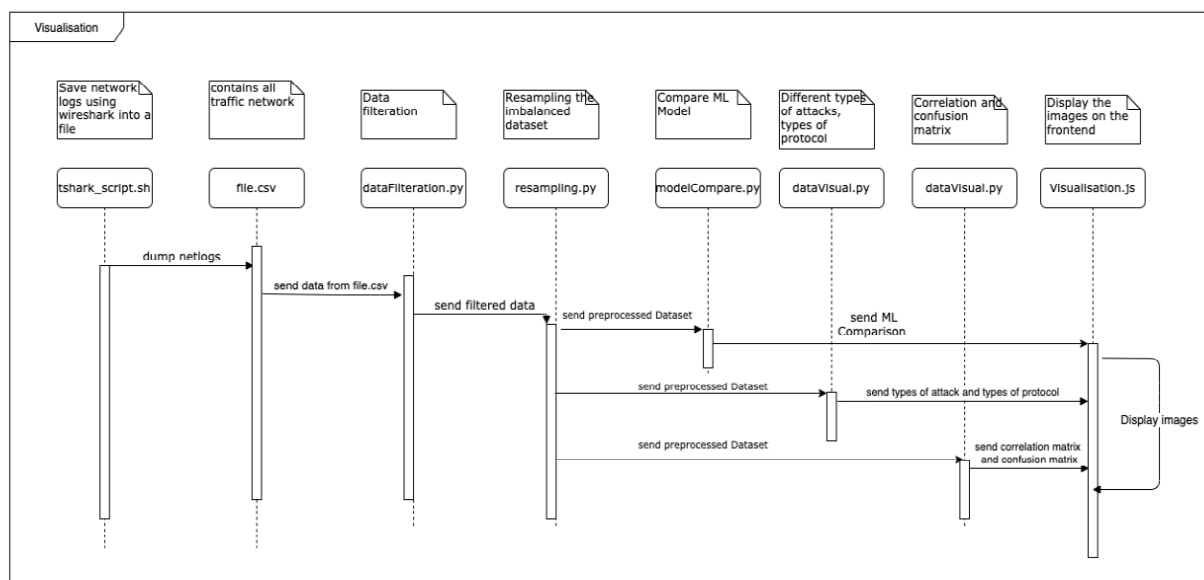 Visualisation
Save network
logs using
wireshark into a
file
contains all
traffic network
Data
filteration
Resampling the
imbalanced
dataset
Compare ML
Model
Different types
of attacks,
types of
protocol
Correlation and
confusion
matrix
Display the
images on the
frontend
tshark_script.sh
file.csv
dataFilteration.py
resampling.py
modelCompare.py
dataVisual.py
dataVisual.py
Visualisation.js
dump netlogs
send data from file.csv
send filtered data
send preprocessed Dataset
send ML
Comparison
send preprocessed Dataset
send types of attack and types of protocol
Display images
send preprocessed Dataset
send correlation matrix
and confusion matrix